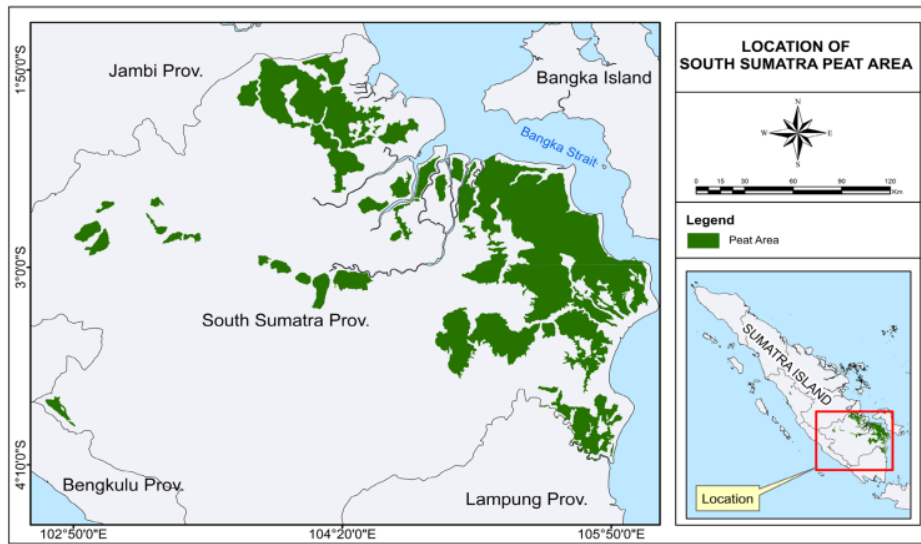 Jambi Prov.
Bangka Island
Bangka Strait
South Sumatra Prov.
Bengkulu Prov.
Lampung Prov.
1°50'0"S
3°0'0"S
4°10'0"S
102°50'0"E
104°20'0"E
105°50'0"E
LOCATION OF
SOUTH SUMATRA PEAT AREA
N
W
E
S
0 15 30 60 90 120
Km
Legend
Peat Area
SUMATRA ISLAND
Location